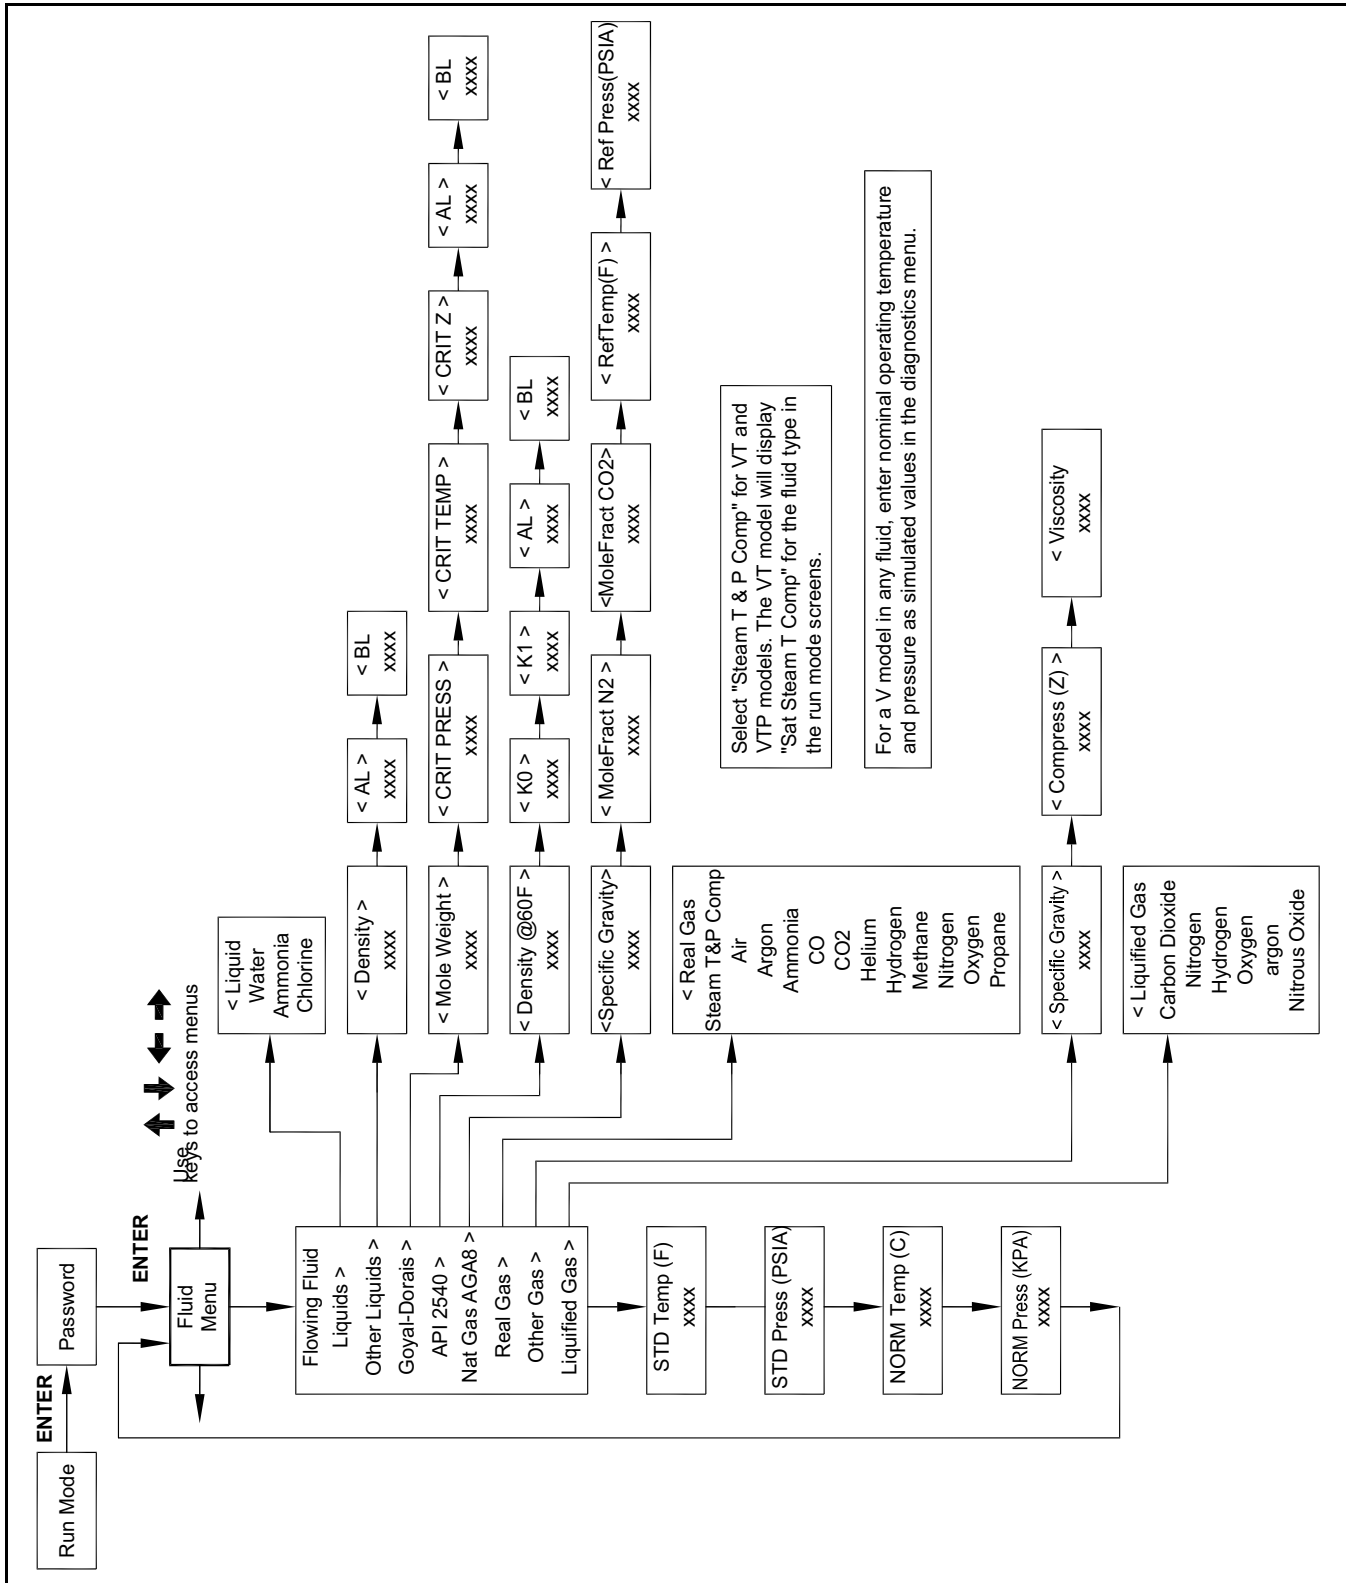 Run Mode
ENTER
Password
ENTER
Fluid
Menu
Use
keys to access menus
Flowing Fluid
Liquids >
Other Liquids >
Goyal-Dorais >
API 2540 >
Nat Gas AGA8 >
Real Gas >
Other Gas >
Liquified Gas >
STD Temp (F)
xxxx
STD Press (PSIA)
xxxx
NORM Temp (C)
xxxx
NORM Press (KPA)
xxxx
< Liquid
Water
Ammonia
Chlorine
< Density >
xxxx
< AL >
xxxx
< BL
xxxx
< Mole Weight >
xxxx
< CRIT PRESS >
xxxx
< CRIT TEMP >
xxxx
< CRIT Z >
xxxx
< AL >
xxxx
< BL
xxxx
< Density @60F >
xxxx
< K0 >
xxxx
< K1 >
xxxx
< AL >
xxxx
< BL
xxxx
<Specific Gravity>
xxxx
< MoleFract N2 >
xxxx
<MoleFract CO2>
xxxx
< RefTemp(F) >
xxxx
< Ref Press(PSIA)
xxxx
< Real Gas
Steam T&P Comp
Air
Argon
Ammonia
CO
CO2
Helium
Hydrogen
Methane
Nitrogen
Oxygen
Propane
Select "Steam T & P Comp" for VT and
VTP models. The VT model will display
"Sat Steam T Comp" for the fluid type in
the run mode screens.
For a V model in any fluid, enter nominal operating temperature
and pressure as simulated values in the diagnostics menu.
< Specific Gravity >
xxxx
< Compress (Z) >
xxxx
< Viscosity
xxxx
< Liquified Gas
Carbon Dioxide
Nitrogen
Hydrogen
Oxygen
argon
Nitrous Oxide